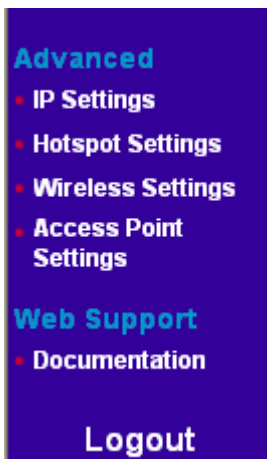 Advanced
IP Settings
Hotspot Settings
Wireless Settings
Access Point
Settings
Web Support
Documentation
Logout